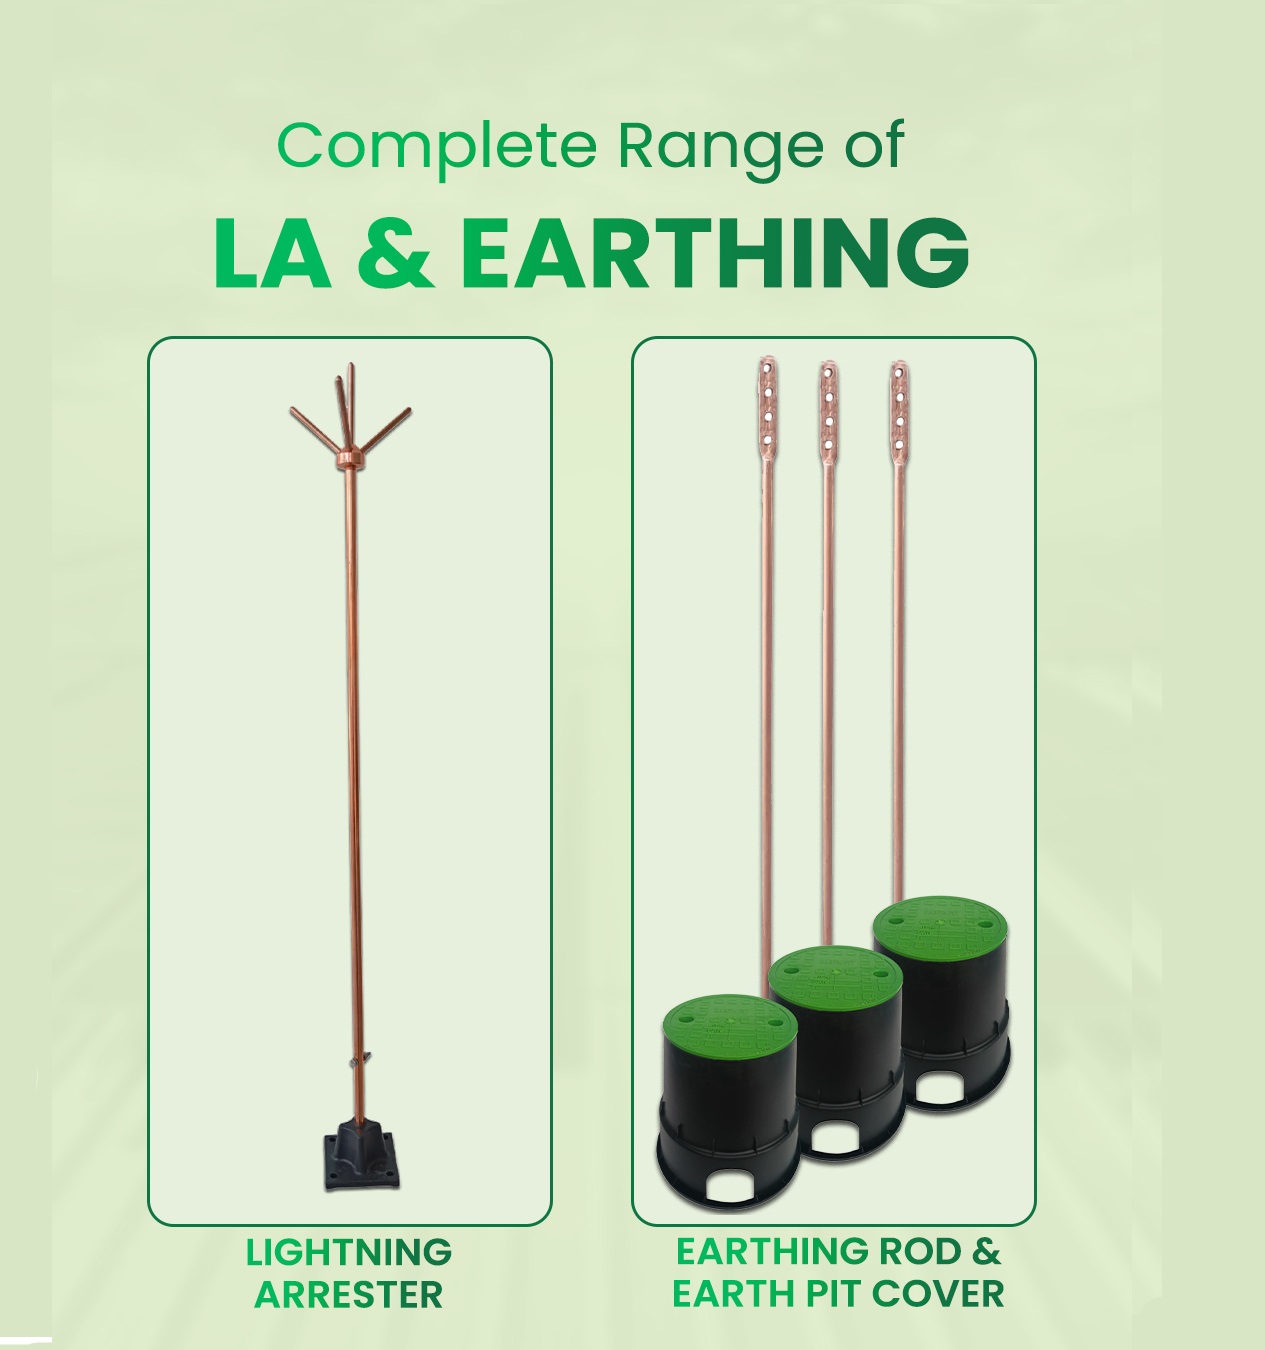 Complete Range of
LA & EARTHING
LIGHTNING
ARRESTER
EARTHING ROD &
EARTH PIT COVER